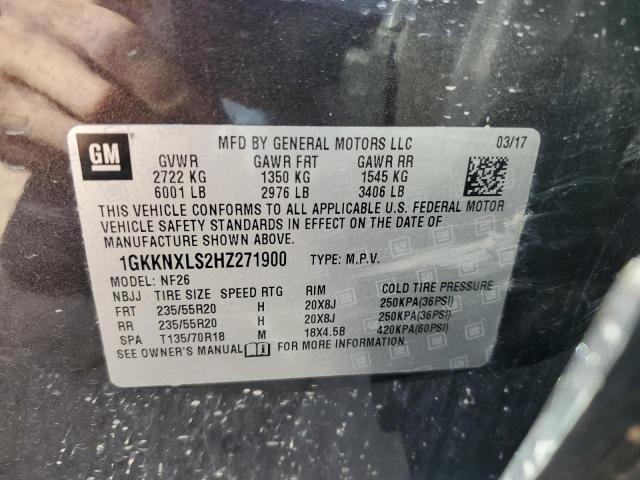 GM
MFD BY GENERAL MOTORS LLC 03/17
GVWR GAWR FRT GAWR RR
2722 KG 1350 KG 1545 KG
6001 LB 2976 LB 3406 LB
THIS VEHICLE CONFORMS TO ALL APPLICABLE U.S. FEDERAL MOTOR
VEHICLE SAFETY STANDARDS IN EFFECT ON THE DATE OF
MANUFACTURE SHOWN ABOVE.
1GKKNXLS2HZ271900 TYPE: M.P.V.
MODEL: NF26
NBJJ TIRE SIZE SPEED RTG RIM COLD TIRE PRESSURE
FRT 235/55R20 H 20X8J 250KPA(36PSI)
RR 235/55R20 H 20X8J 250KPA(36PSI)
SPA T135/70R18 M 18X4.5B 420KPA(60PSI)
SEE OWNER'S MANUAL FOR MORE INFORMATION